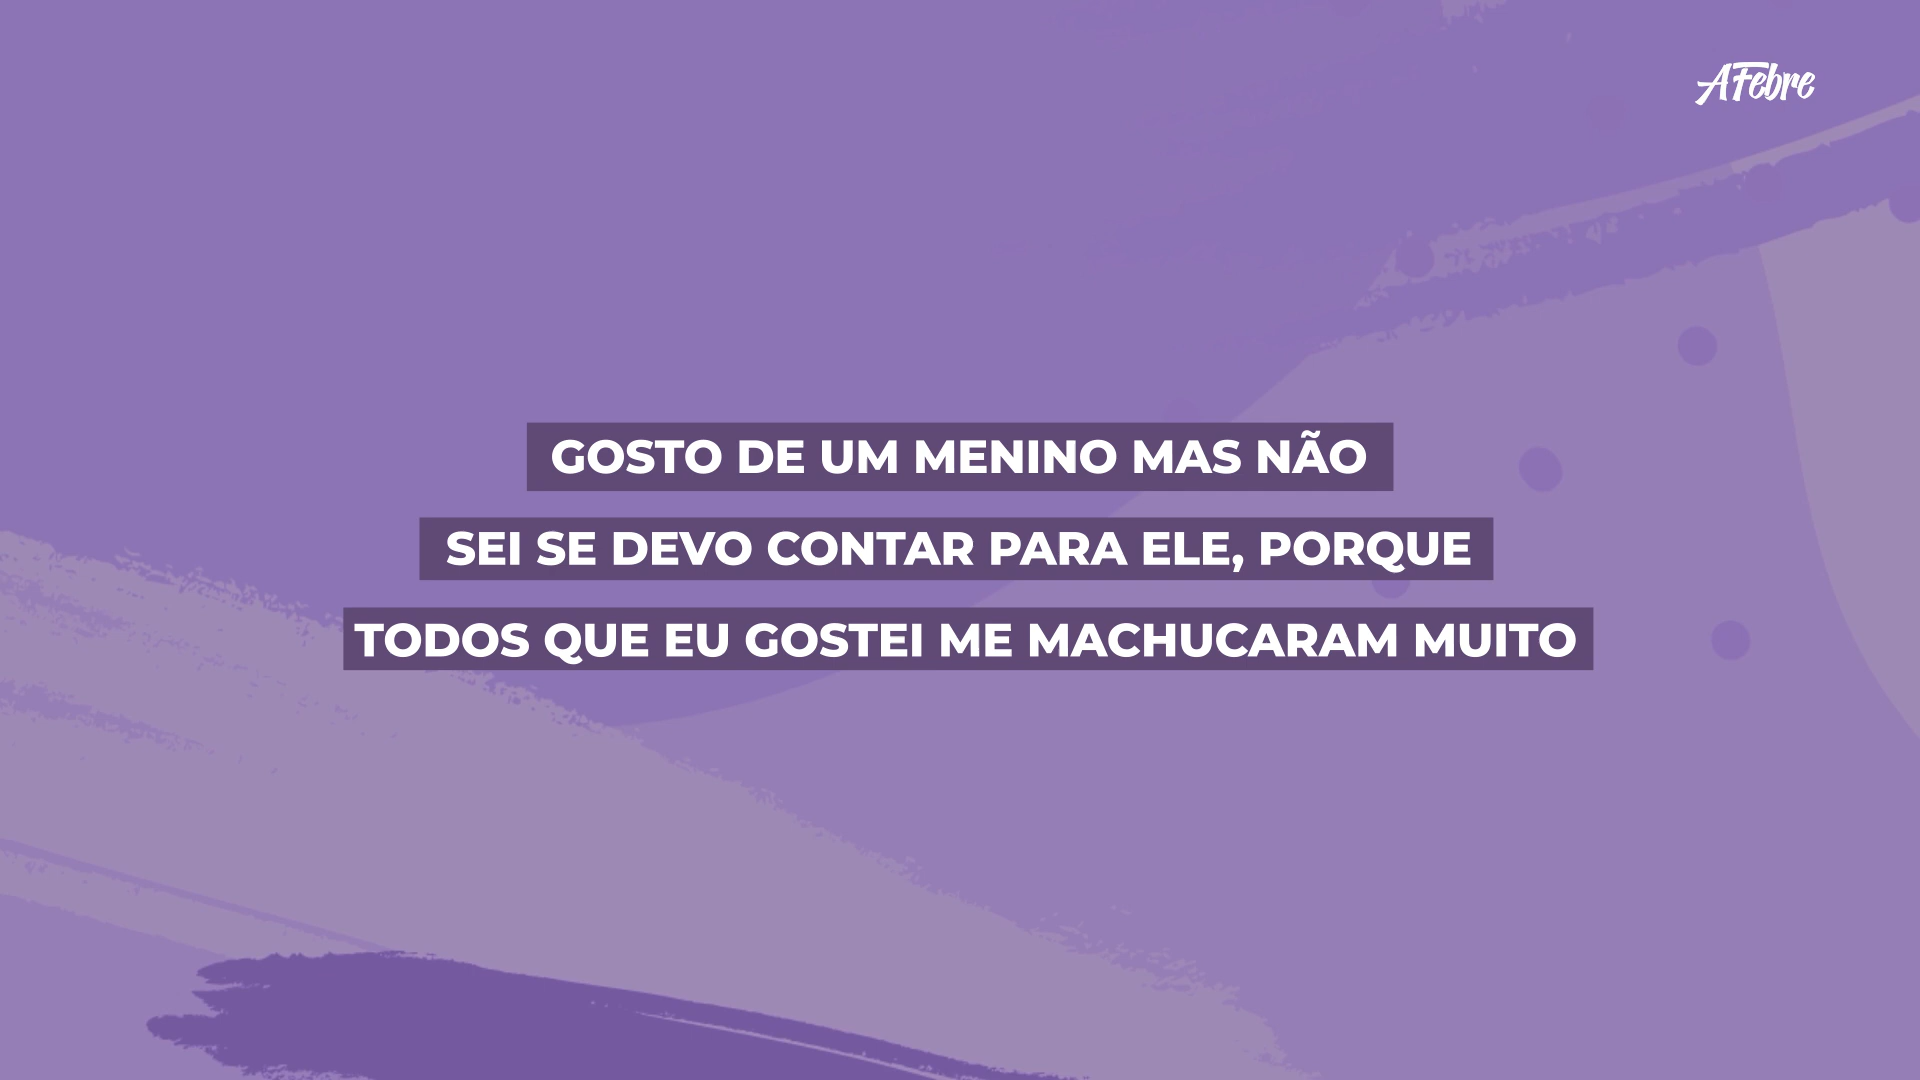 AFebre
GOSTO DE UM MENINO MAS NÃO
SEI SE DEVO CONTAR PARA ELE, PORQUE
TODOS QUE EU GOSTEI ME MACHUCARAM MUITO